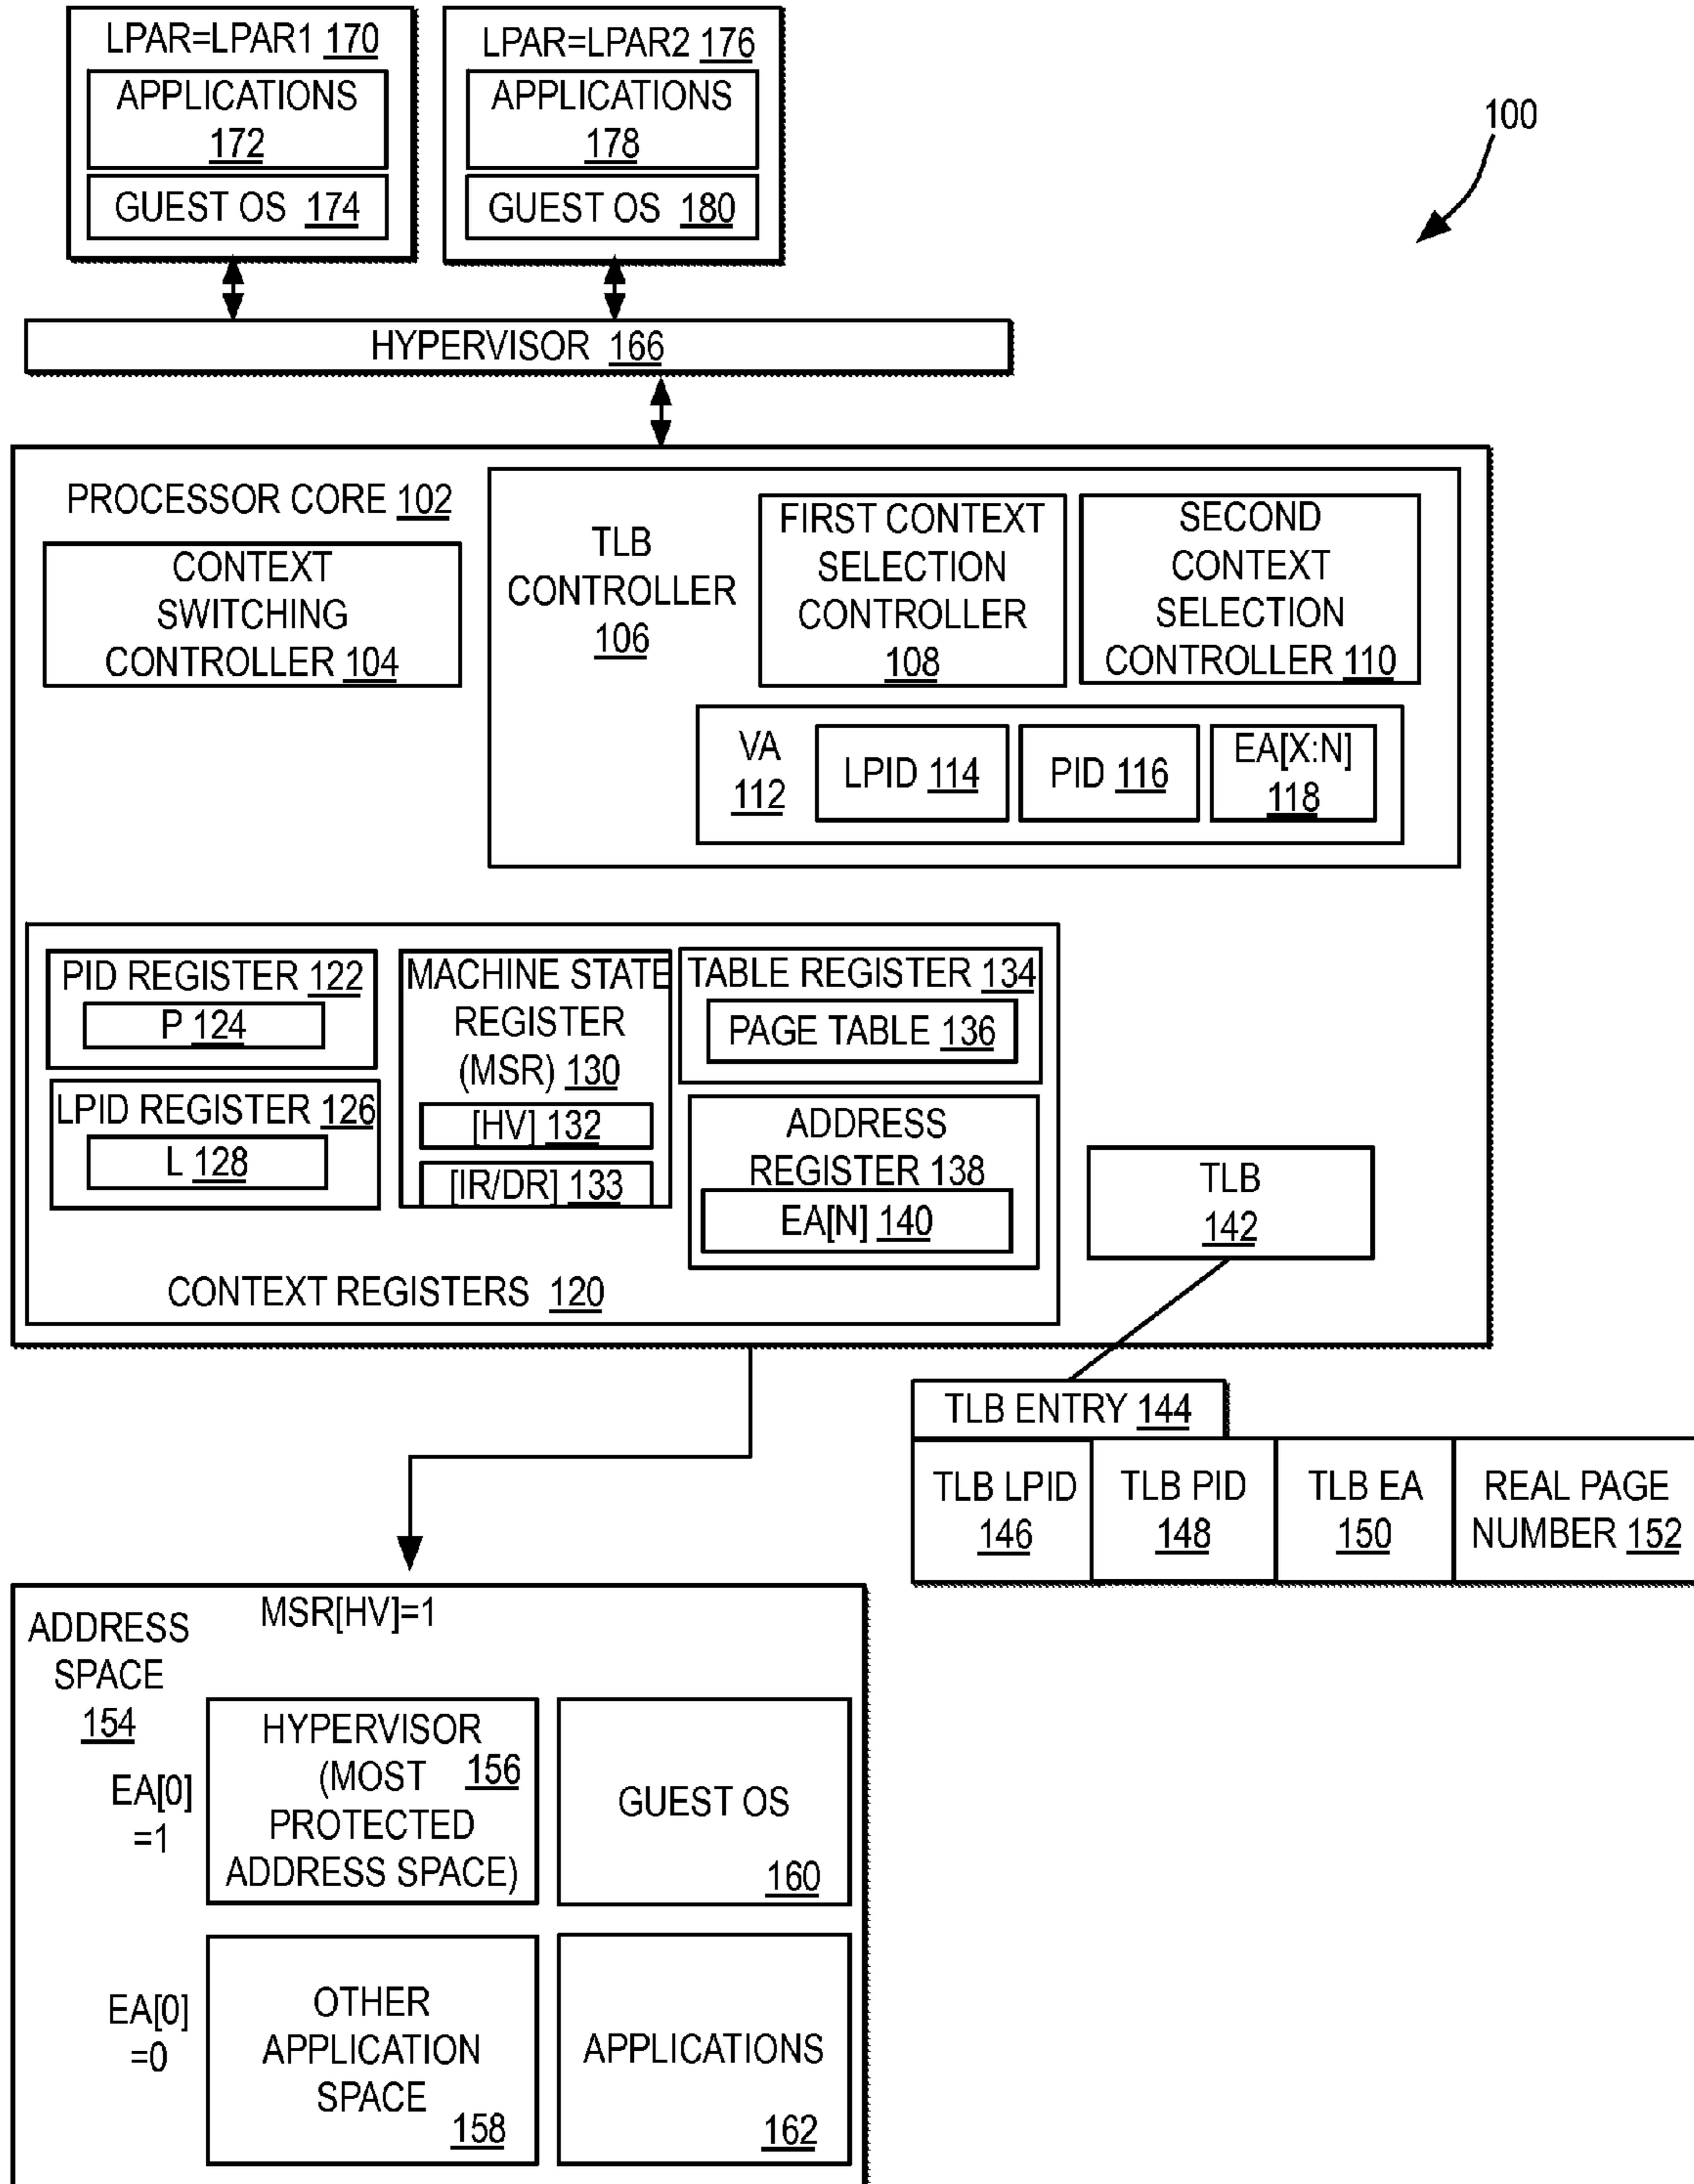 LPAR=LPAR1 170
APPLICATIONS
172
GUEST OS 174
LPAR=LPAR2 176
APPLICATIONS
178
GUEST OS 180
100
HYPERVISOR 166
PROCESSOR CORE 102
CONTEXT
SWITCHING
CONTROLLER 104
TLB
CONTROLLER
106
FIRST CONTEXT
SELECTION
CONTROLLER
108
SECOND
CONTEXT
SELECTION
CONTROLLER 110
VA
112
LPID 114
PID 116
EA[X:N]
118
PID REGISTER 122
P 124
LPID REGISTER 126
L 128
MACHINE STATE
REGISTER
(MSR) 130
[HV] 132
[IR/DR] 133
TABLE REGISTER 134
PAGE TABLE 136
ADDRESS
REGISTER 138
EA[N] 140
CONTEXT REGISTERS 120
TLB
142
TLB ENTRY 144
TLB LPID
146
TLB PID
148
TLB EA
150
REAL PAGE
NUMBER 152
ADDRESS
SPACE
154
MSR[HV]=1
EA[0]
=1
HYPERVISOR
(MOST 156
PROTECTED
ADDRESS SPACE)
GUEST OS
160
EA[0]
=0
OTHER
APPLICATION
SPACE
158
APPLICATIONS
162